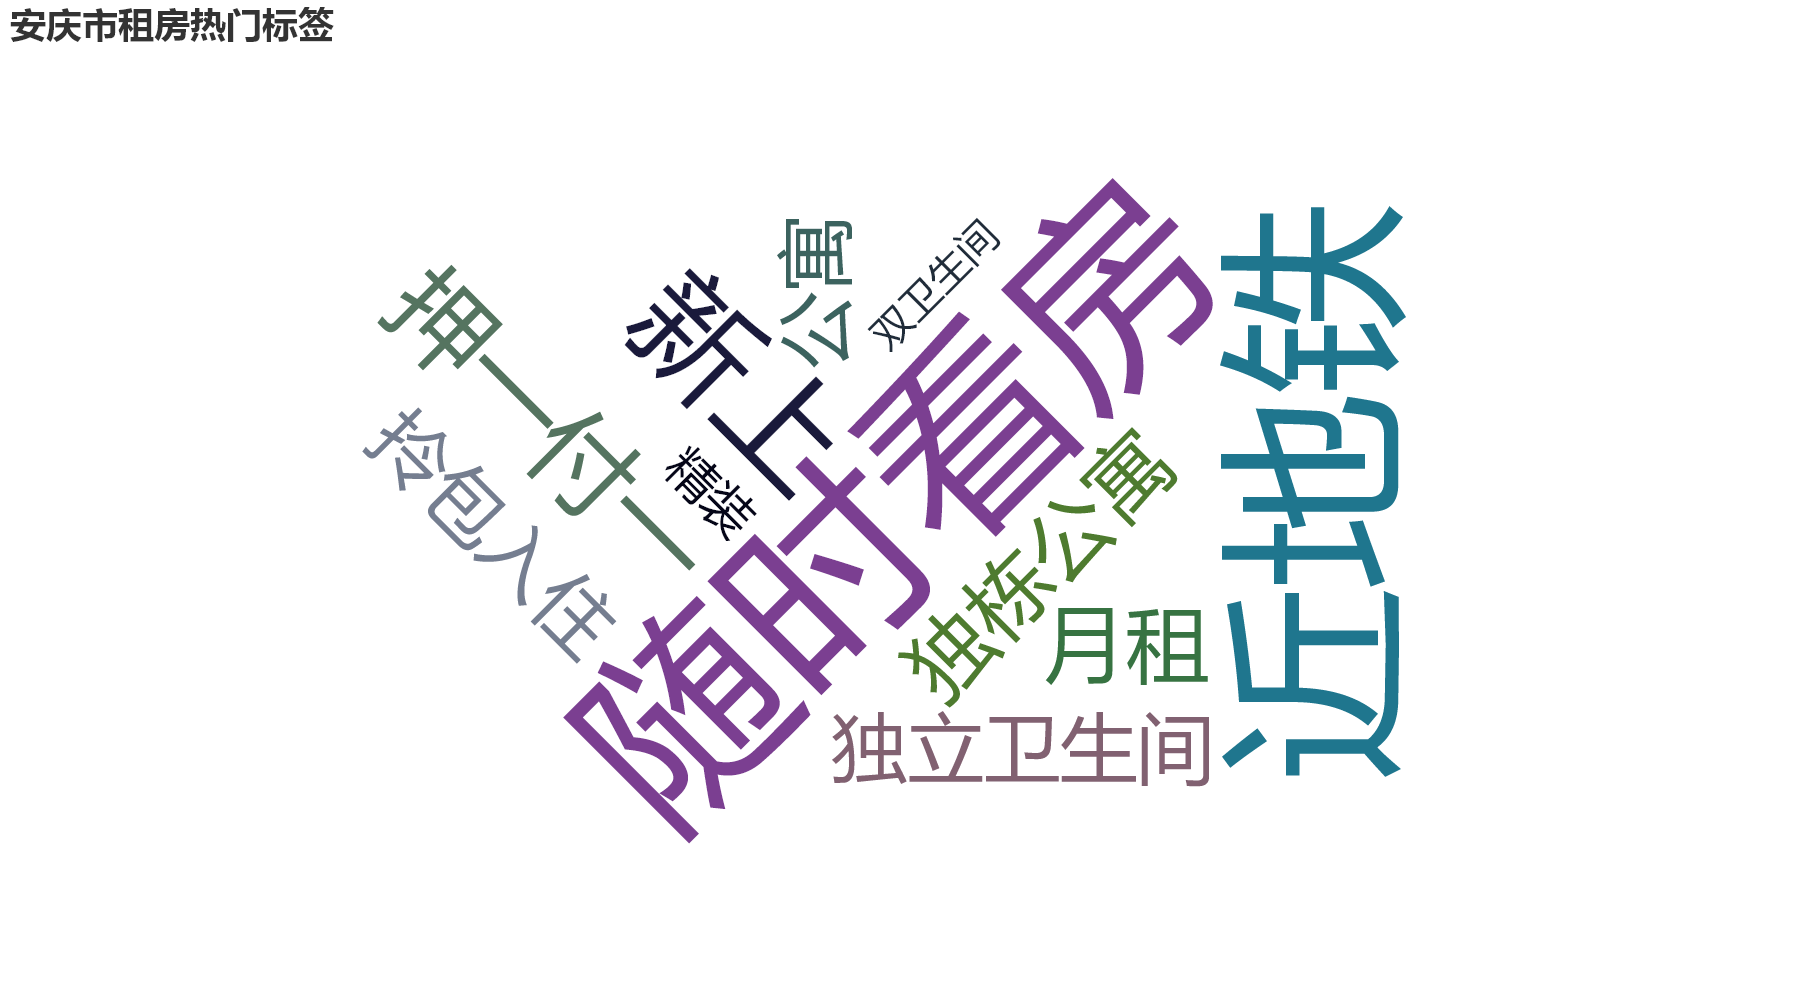 安庆市租房热门标签
随时看房
近地铁
新上
押一付一
拎包入住
精装
公寓
双卫生间
独栋公寓
月租
独立卫生间